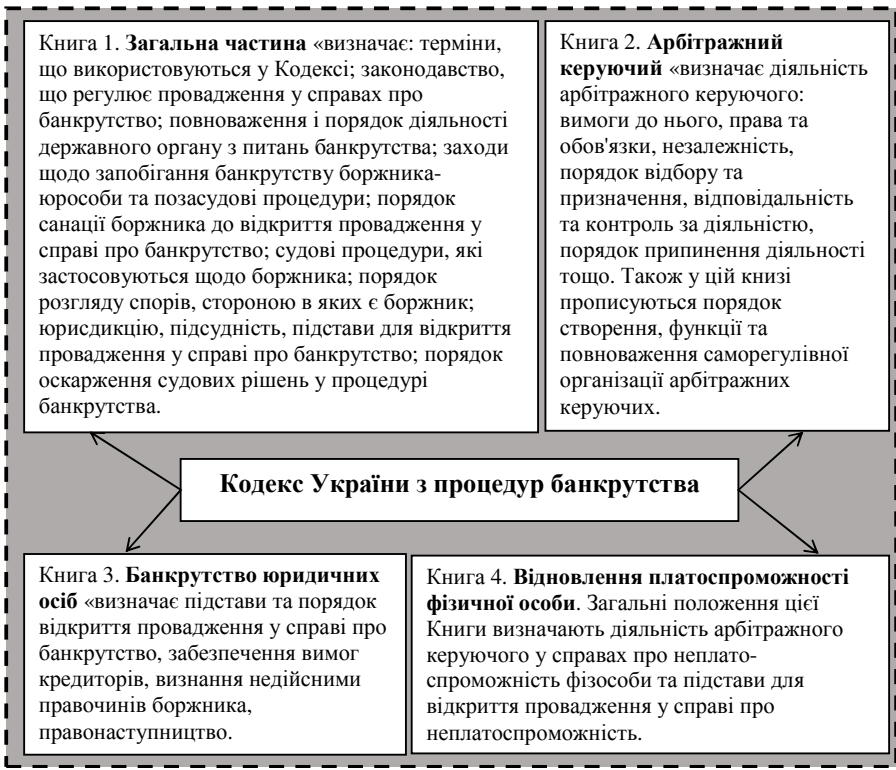 Книга 1. Загальна частина «визначає: терміни,
що використовуються у Кодексі; законодавство,
що регулює провадження у справах про
банкрутство; повноваження і порядок діяльності
державного органу з питань банкрутства; заходи
щодо запобігання банкрутству боржника-
юрособи та позасудові процедури; порядок
санації боржника до відкриття провадження у
справі про банкрутство; судові процедури, які
застосовуються щодо боржника; порядок
розгляду спорів, стороною в яких є боржник;
юрисдикцію, підсудність, підстави для відкриття
провадження у справі про банкрутство; порядок
оскарження судових рішень у процедурі
банкрутства.
Книга 2. Арбітражний
керуючий «визначає діяльність
арбітражного керуючого:
вимоги до нього, права та
обов'язки, незалежність,
порядок відбору та
призначення, відповідальність
та контроль за діяльністю,
порядок припинення діяльності
тощо. Також у цій книзі
прописуються порядок
створення, функції та
повноваження саморегулівної
організації арбітражних
керуючих.
Кодекс України з процедур банкрутства
Книга 3. Банкрутство юридичних
осіб «визначає підстави та порядок
відкриття провадження у справі про
банкрутство, забезпечення вимог
кредиторів, визнання недійсними
правочинів боржника,
правонаступництво.
Книга 4. Відновлення платоспроможності
фізичної особи. Загальні положення цієї
Книги визначають діяльність арбітражного
керуючого у справах про неплато-
спроможність фізособи та підстави для
відкриття провадження у справі про
неплатоспроможність.